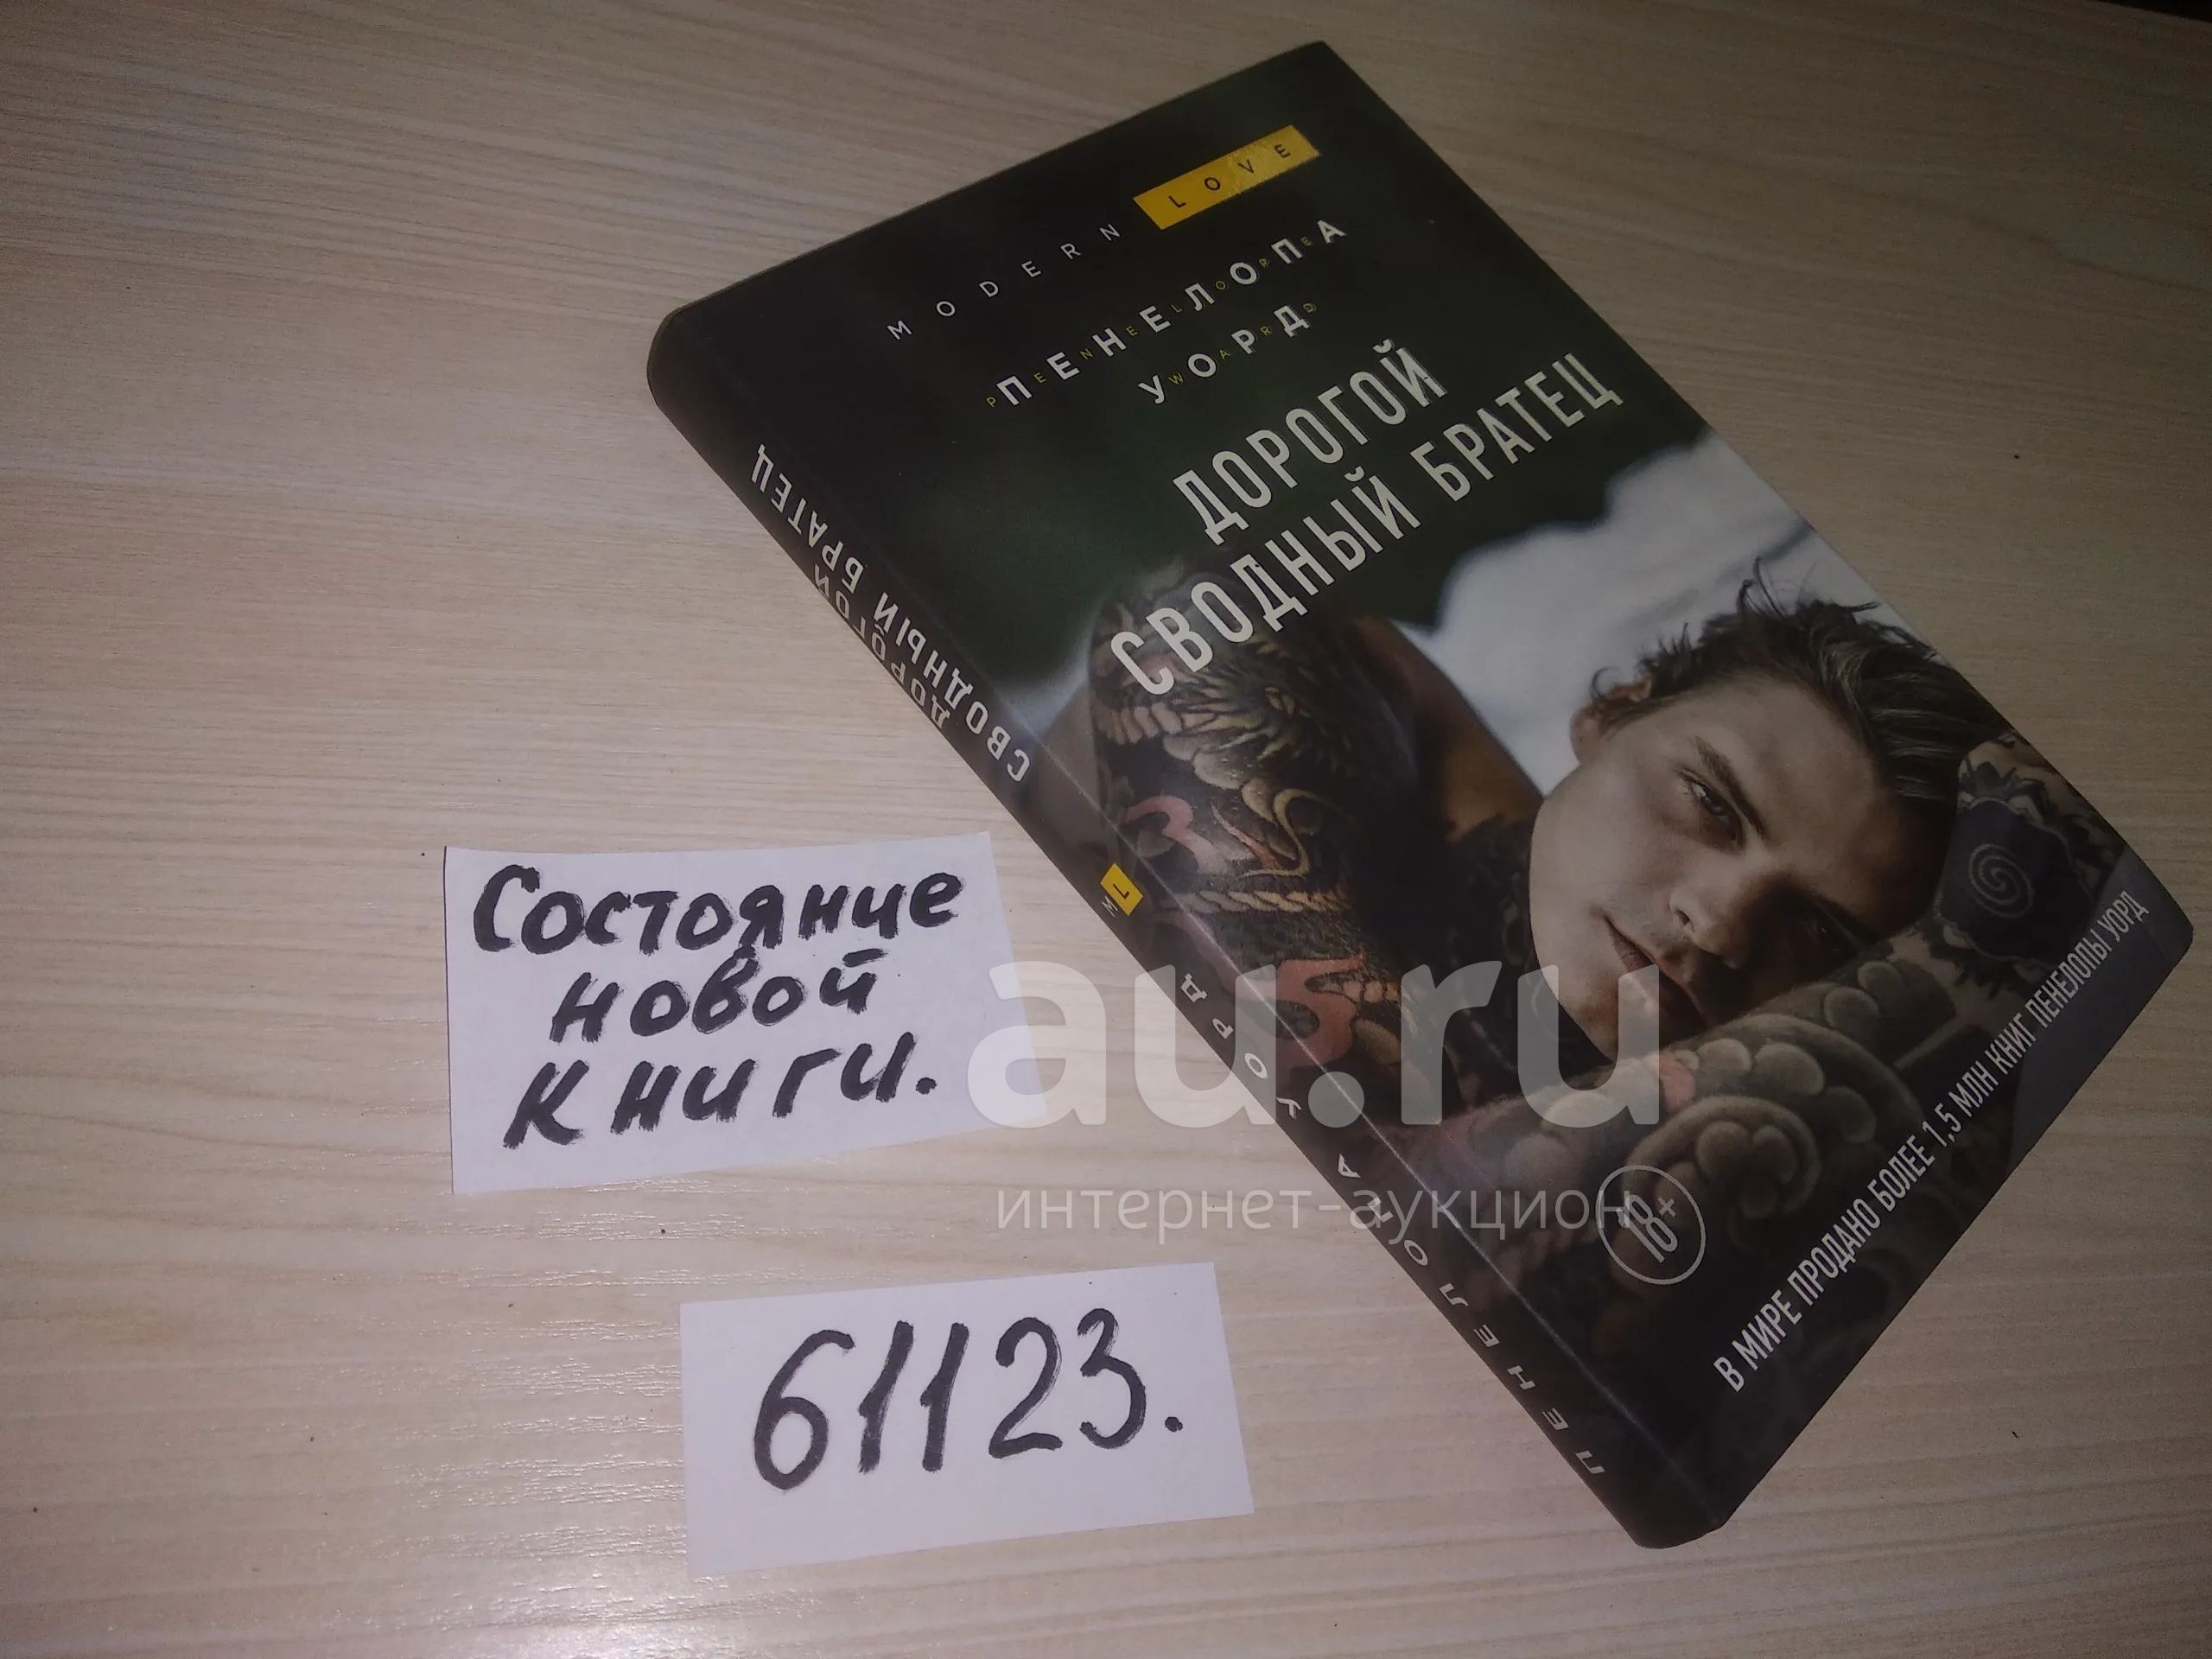 MODERN LOVE
ПЕНЕЛОПА
PENELOPE
УОРД
WARD
ДОРОГОЙ
СВОДНЫЙ БРАТЕЦ
18+
В МИРЕ ПРОДАНО БОЛЕЕ 1,5 МЛН КНИГ ПЕНЕЛОПЫ УОРД
ДОРОГОЙ
СВОДНЫЙ БРАТЕЦ
M L
ПЕНЕЛОПА УОРД
Состояние
новой
книги.
61123.
au.ru
интернет-аукцион